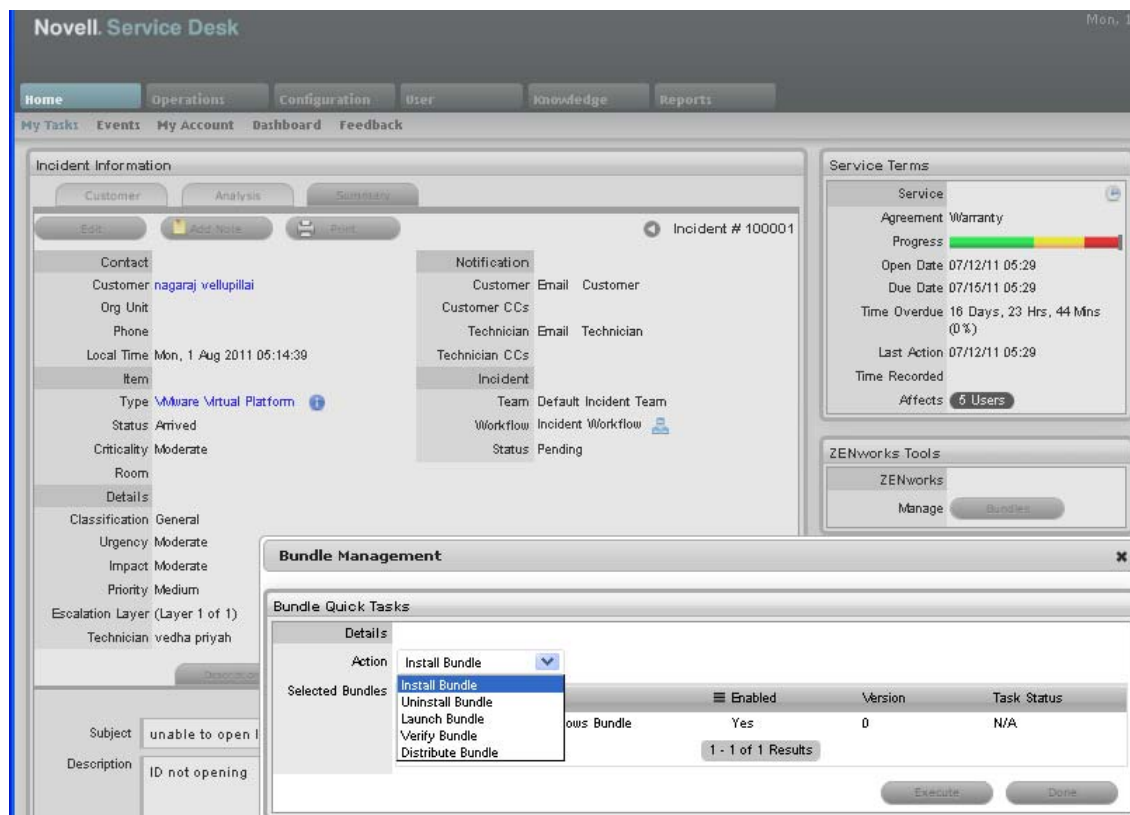 Novell. Service Desk
Mon, 1
Home Operations Configuration User Knowledge Reports
My Tasks Events My Account Dashboard Feedback
Incident Information
Customer Analysis Summary
Edit Add Note Print Incident # 100001
Contact
Customer nagaraj vellupillai
Org Unit
Phone
Local Time Mon, 1 Aug 2011 05:14:39
Item
Type VMware Virtual Platform
Status Arrived
Criticality Moderate
Room
Details
Classification General
Urgency Moderate
Impact Moderate
Priority Medium
Escalation Layer (Layer 1 of 1)
Technician vedha priyah
Notification
Customer Email Customer
Customer CCs
Technician Email Technician
Technician CCs
Incident
Team Default Incident Team
Workflow Incident Workflow
Status Pending
Description
Subject unable to open
Description ID not opening
Service Terms
Service
Agreement Warranty
Progress
Open Date 07/12/11 05:29
Due Date 07/15/11 05:29
Time Overdue 16 Days, 23 Hrs, 44 Mins
(0%)
Last Action 07/12/11 05:29
Time Recorded
Affects 5 Users
ZENworks Tools
ZENworks
Manage Bundles
Bundle Management
Bundle Quick Tasks
Details
Action Install Bundle
Selected Bundles
Install Bundle
Uninstall Bundle
Launch Bundle
Verify Bundle
Distribute Bundle
Enabled Version Task Status
ows Bundle Yes 0 N/A
1 - 1 of 1 Results
Execute Done